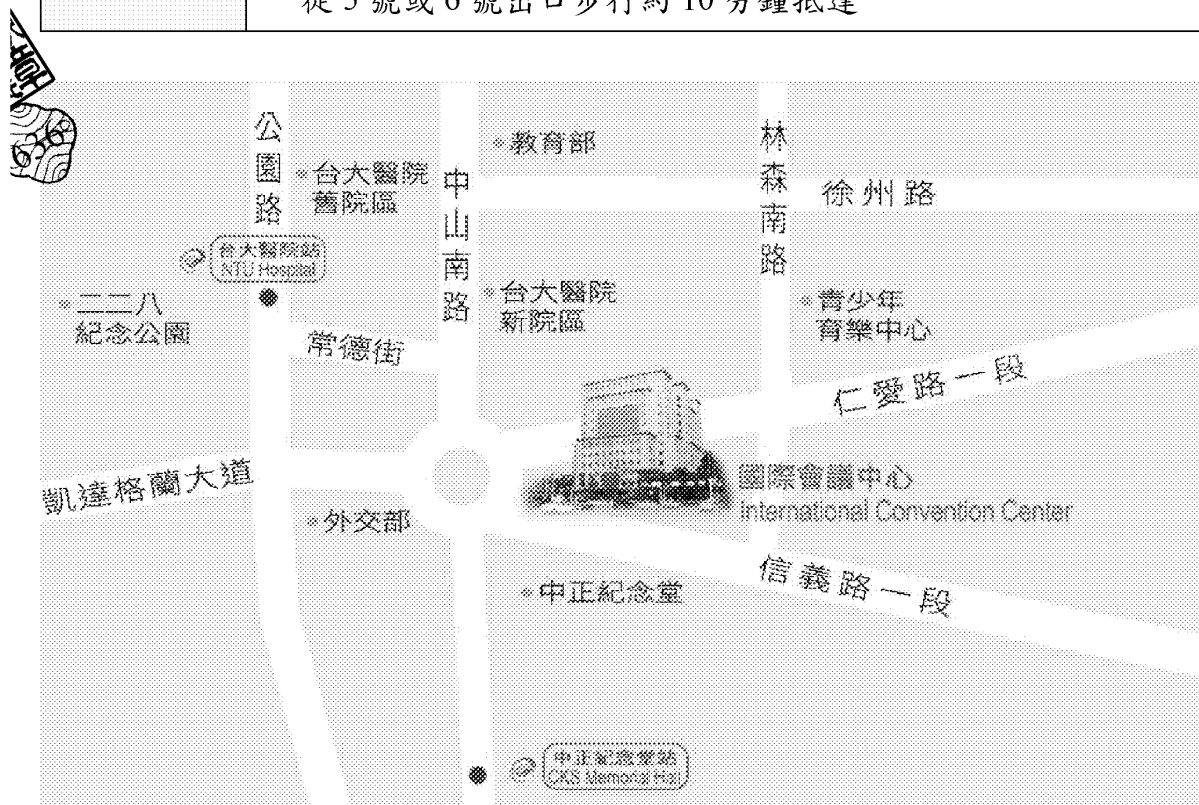 從 5 號或 6 號出口步行約 10 分鐘抵達
公園路
台大醫院
舊院區
中山南路
教育部
林森南路
徐州路
台大醫院站
NTU Hospital
二二八
紀念公園
常德街
台大醫院
新院區
青少年
育樂中心
仁愛路一段
凱達格蘭大道
外交部
國際會議中心
International Convention Center
中正紀念堂
信義路一段
中正紀念堂站
CKS Memorial Hall